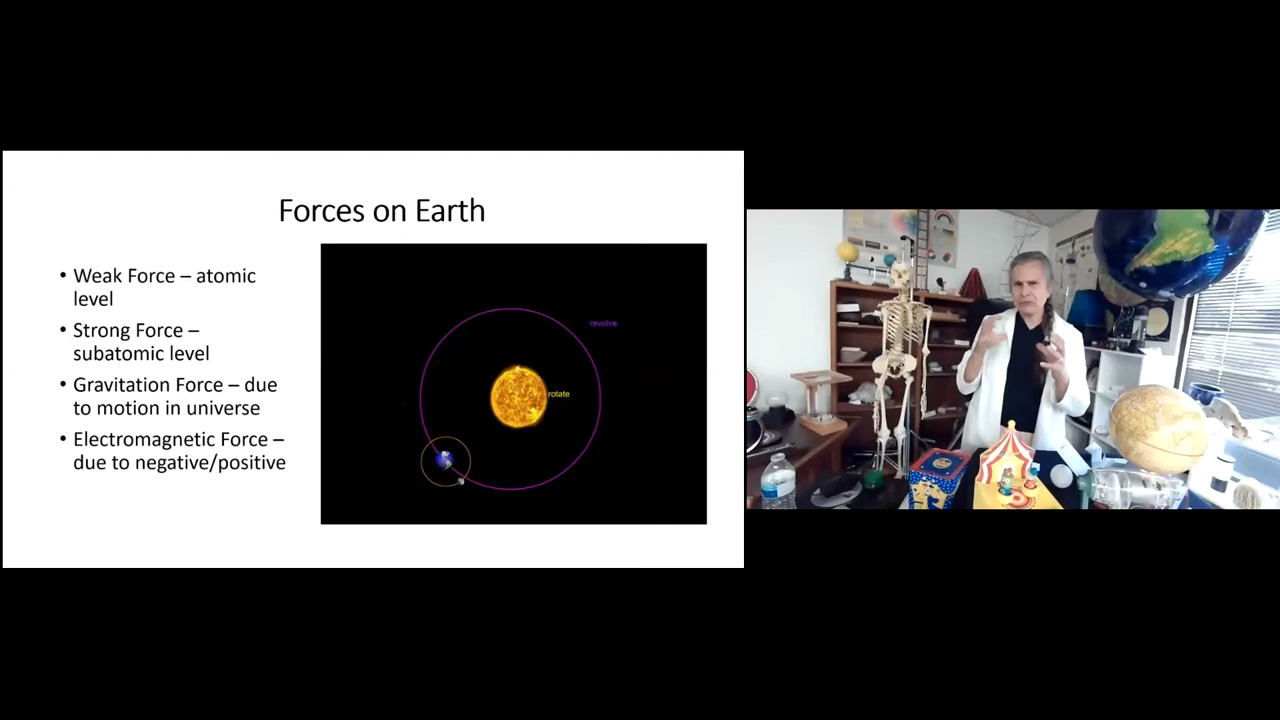 Forces on Earth
• Weak Force – atomic
level
• Strong Force –
subatomic level
• Gravitation Force – due
to motion in universe
• Electromagnetic Force –
due to negative/positive
revolve
rotate